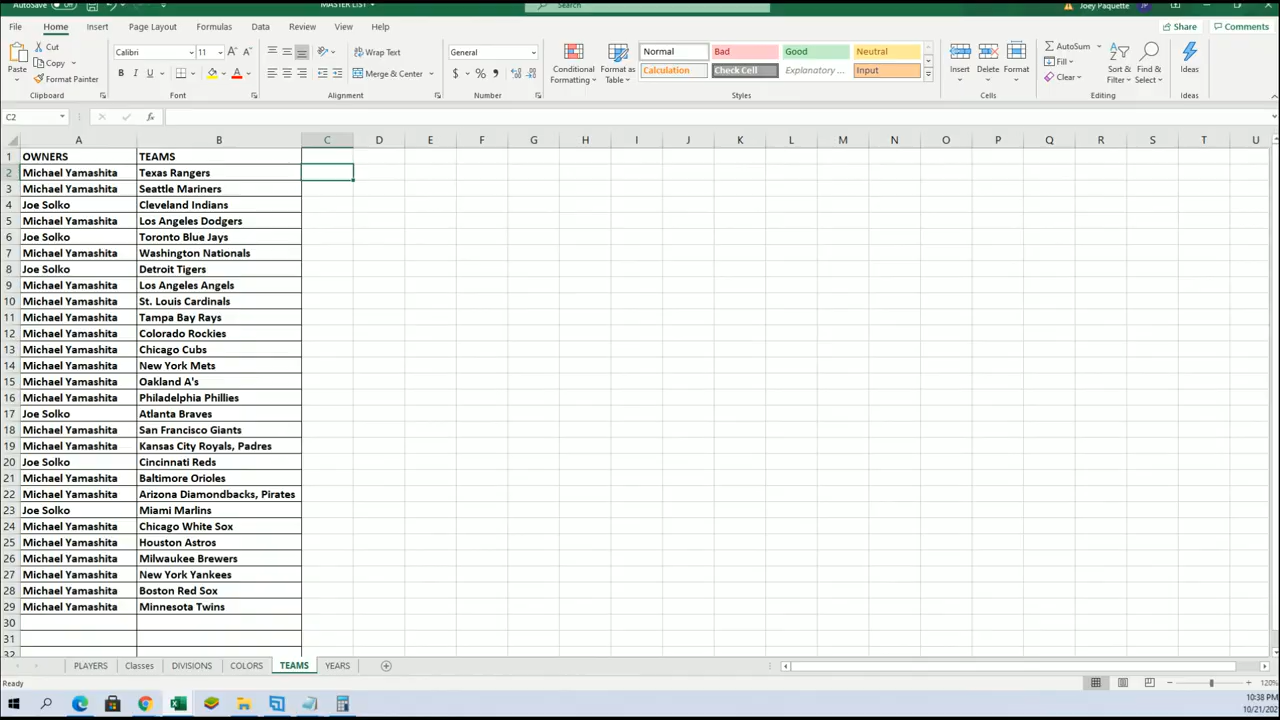 AutoSave
MASTER LIST
Search
Joey Paquette
JP
File Home Insert Page Layout Formulas Data Review View Help
Share Comments
Paste
Cut
Copy
Format Painter
Clipboard
Calibri 11
B I U
Font
Wrap Text
Merge & Center
Alignment
General
$ % 9
Number
Conditional Formatting
Format as Table
Normal Bad Good Neutral
Calculation Check Cell Explanatory ... Input
Styles
Insert Delete Format
Cells
AutoSum
Fill
Clear
Sort & Filter
Find & Select
Editing
Ideas
Ideas
C2 fx
A B C D E F G H I J K L M N O P Q R S T U
1 OWNERS TEAMS
2 Michael Yamashita Texas Rangers
3 Michael Yamashita Seattle Mariners
4 Joe Solko Cleveland Indians
5 Michael Yamashita Los Angeles Dodgers
6 Joe Solko Toronto Blue Jays
7 Michael Yamashita Washington Nationals
8 Joe Solko Detroit Tigers
9 Michael Yamashita Los Angeles Angels
10 Michael Yamashita St. Louis Cardinals
11 Michael Yamashita Tampa Bay Rays
12 Michael Yamashita Colorado Rockies
13 Michael Yamashita Chicago Cubs
14 Michael Yamashita New York Mets
15 Michael Yamashita Oakland A's
16 Michael Yamashita Philadelphia Phillies
17 Joe Solko Atlanta Braves
18 Michael Yamashita San Francisco Giants
19 Michael Yamashita Kansas City Royals, Padres
20 Joe Solko Cincinnati Reds
21 Michael Yamashita Baltimore Orioles
22 Michael Yamashita Arizona Diamondbacks, Pirates
23 Joe Solko Miami Marlins
24 Michael Yamashita Chicago White Sox
25 Michael Yamashita Houston Astros
26 Michael Yamashita Milwaukee Brewers
27 Michael Yamashita New York Yankees
28 Michael Yamashita Boston Red Sox
29 Michael Yamashita Minnesota Twins
30
31
32
PLAYERS Classes DIVISIONS COLORS TEAMS YEARS
Ready
120%
10:38 PM
10/21/202